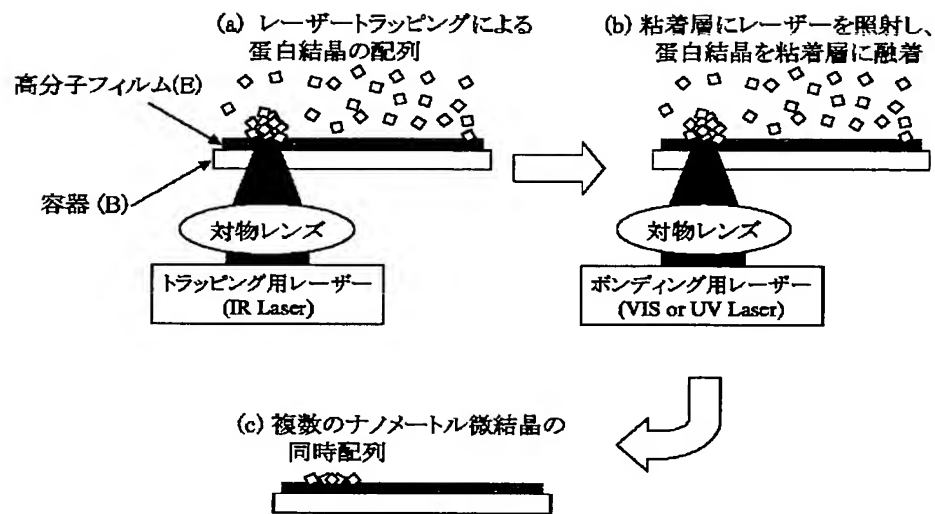 (a) レーザートラッピングによる
蛋白結晶の配列
高分子フィルム(E)
容器 (B)
対物レンズ
トラッピング用レーザー
(IR Laser)
(b) 粘着層にレーザーを照射し、
蛋白結晶を粘着層に融着
対物レンズ
ボンディング用レーザー
(VIS or UV Laser)
(c) 複数のナノメートル微結晶の
同時配列